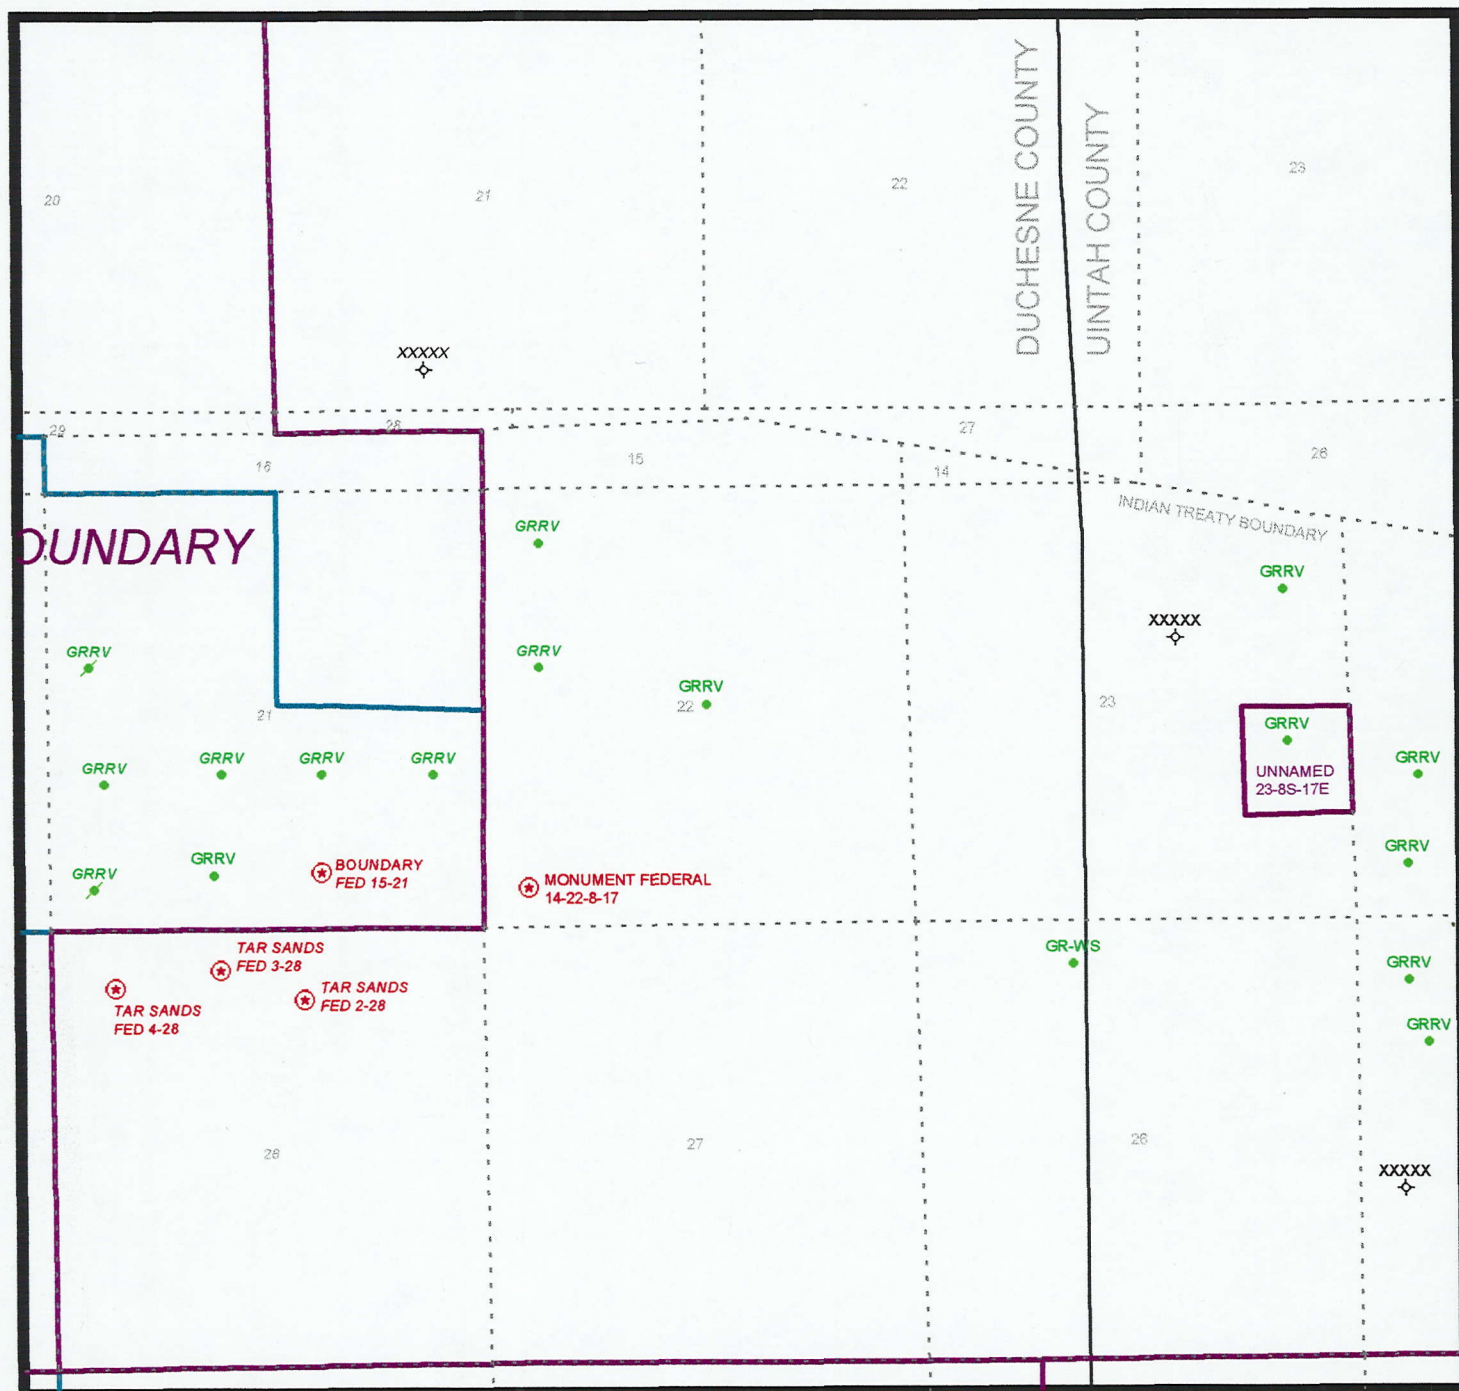 DUCHESNE COUNTY
UINTAH COUNTY
20
21
22
23
XXXXX
29
28
27
16
15
14
26
INDIAN TREATY BOUNDARY
OUNDARY
GRRV
GRRV
XXXXX
GRRV
GRRV
GRRV
22
23
21
GRRV
GRRV
UNNAMED
23-8S-17E
GRRV
GRRV
GRRV
GRRV
GRRV
GRRV
GRRV
GRRV
BOUNDARY
FED 15-21
MONUMENT FEDERAL
14-22-8-17
TAR SANDS
FED 3-28
GR-WS
GRRV
TAR SANDS
FED 2-28
TAR SANDS
FED 4-28
GRRV
28
27
26
XXXXX